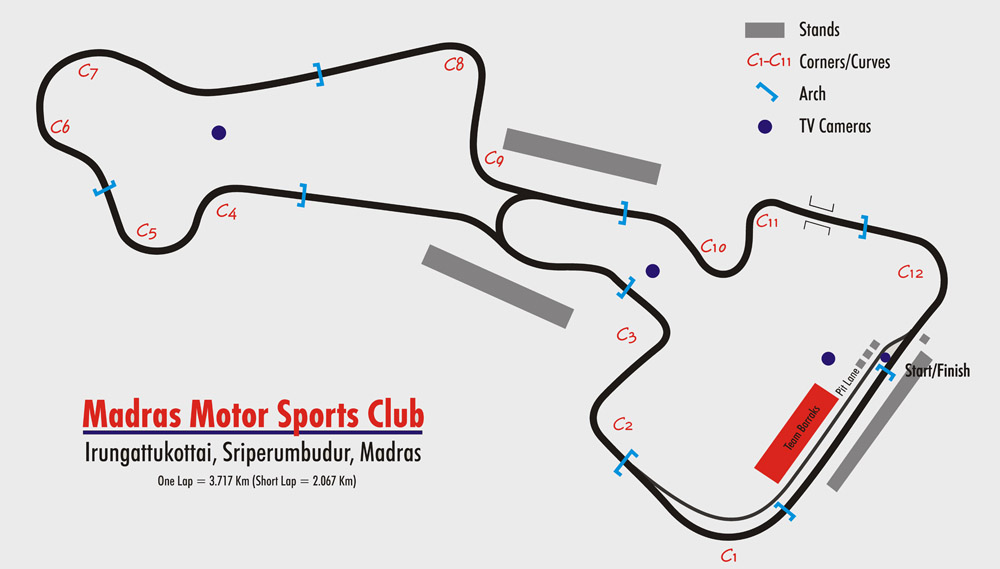 Stands
C1-C11 Corners/Curves
Arch
TV Cameras
C7
C8
C6
C9
C4
C5
C11
C10
C12
C3
Start/Finish
Pit Lane
Team Barraks
C2
C1
Madras Motor Sports Club
Irungattukottai, Sriperumbudur, Madras
One Lap = 3.717 Km (Short Lap = 2.067 Km)